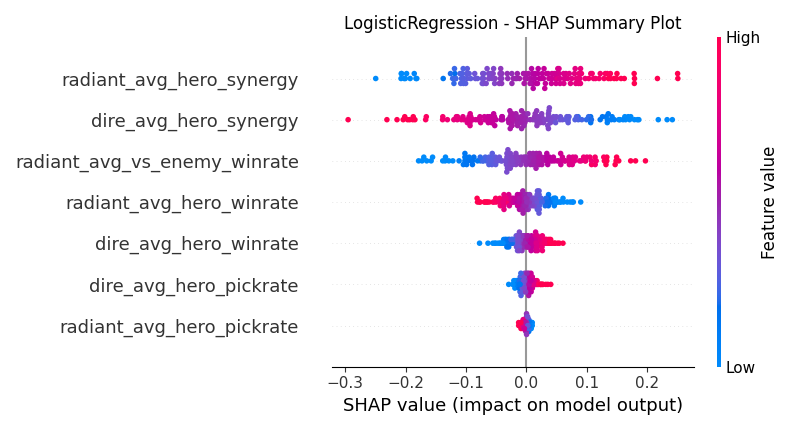 LogisticRegression - SHAP Summary Plot
High
radiant_avg_hero_synergy
dire_avg_hero_synergy
radiant_avg_vs_enemy_winrate
radiant_avg_hero_winrate
dire_avg_hero_winrate
dire_avg_hero_pickrate
radiant_avg_hero_pickrate
Feature value
Low
−0.3 −0.2 −0.1 0.0 0.1 0.2
SHAP value (impact on model output)